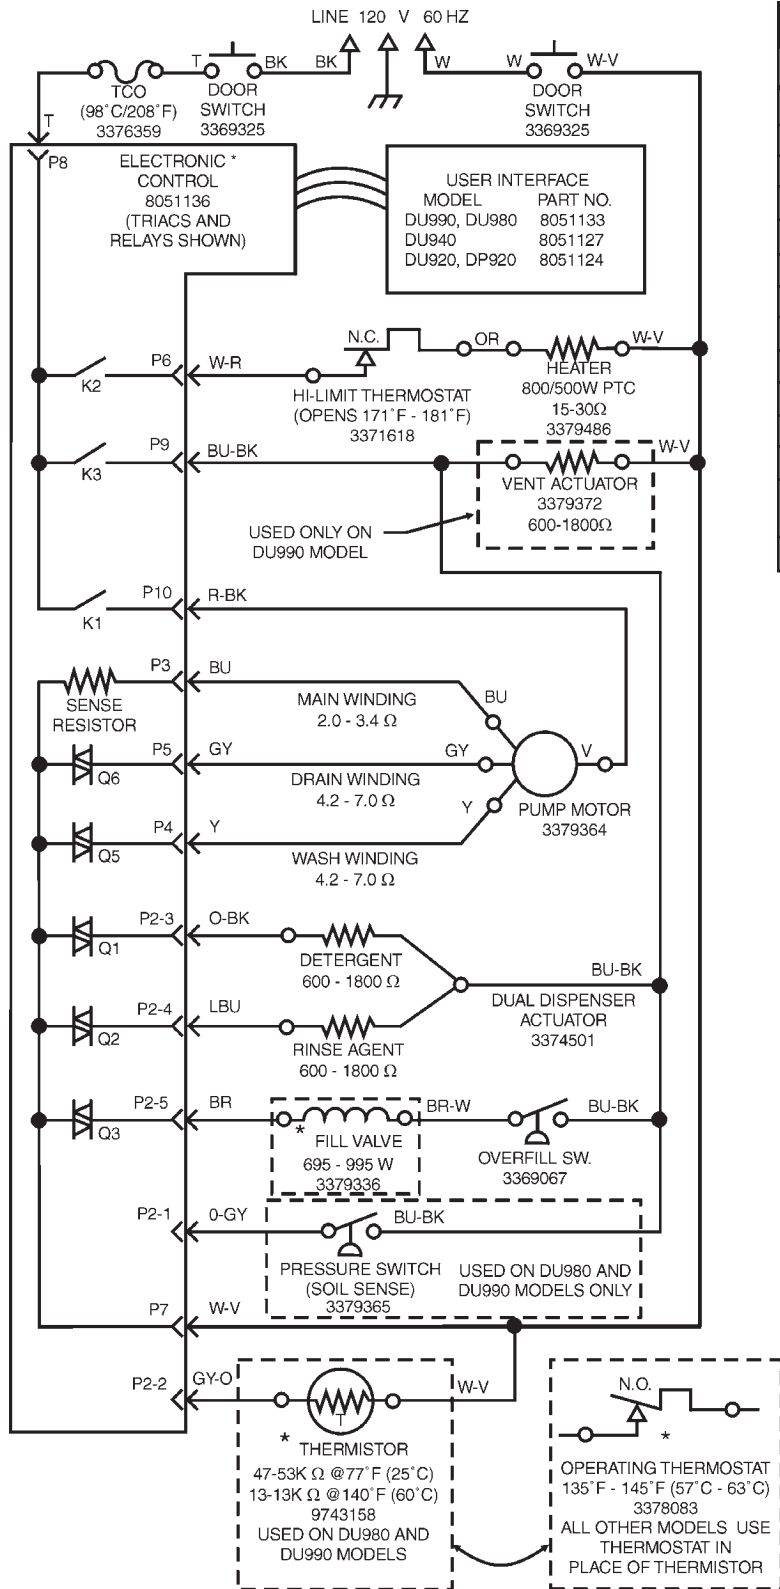 LINE 120 V 60 HZ
T
BK
BK
W
W
W-V
TCO
(98°C/208°F)
3376359
DOOR
SWITCH
3369325
DOOR
SWITCH
3369325
T
P8
ELECTRONIC *
CONTROL
8051136
(TRIACS AND
RELAYS SHOWN)
USER INTERFACE
MODEL PART NO.
DU990, DU980 8051133
DU940 8051127
DU920, DP920 8051124
K2
P6
W-R
N.C.
OR
W-V
HI-LIMIT THERMOSTAT
(OPENS 171°F - 181°F)
3371618
HEATER
800/500W PTC
15-30Ω
3379486
K3
P9
BU-BK
W-V
VENT ACTUATOR
3379372
600-1800Ω
USED ONLY ON
DU990 MODEL
K1
P10
R-BK
SENSE
RESISTOR
P3
BU
MAIN WINDING
2.0 - 3.4 Ω
BU
Q6
P5
GY
DRAIN WINDING
4.2 - 7.0 Ω
GY
V
PUMP MOTOR
3379364
Q5
P4
Y
WASH WINDING
4.2 - 7.0 Ω
Y
Q1
P2-3
O-BK
DETERGENT
600 - 1800 Ω
BU-BK
DUAL DISPENSER
ACTUATOR
3374501
Q2
P2-4
LBU
RINSE AGENT
600 - 1800 Ω
Q3
P2-5
BR
* FILL VALVE
695 - 995 W
3379336
BR-W
OVERFILL SW.
3369067
BU-BK
P2-1
0-GY
BU-BK
PRESSURE SWITCH
(SOIL SENSE)
3379365
USED ON DU980 AND
DU990 MODELS ONLY
P7
W-V
P2-2
GY-O
T
W-V
* THERMISTOR
47-53K Ω @77°F (25°C)
13-13K Ω @140°F (60°C)
9743158
USED ON DU980 AND
DU990 MODELS
N.O.
*
OPERATING THERMOSTAT
135°F - 145°F (57°C - 63°C)
3378083
ALL OTHER MODELS USE
THERMOSTAT IN
PLACE OF THERMISTOR